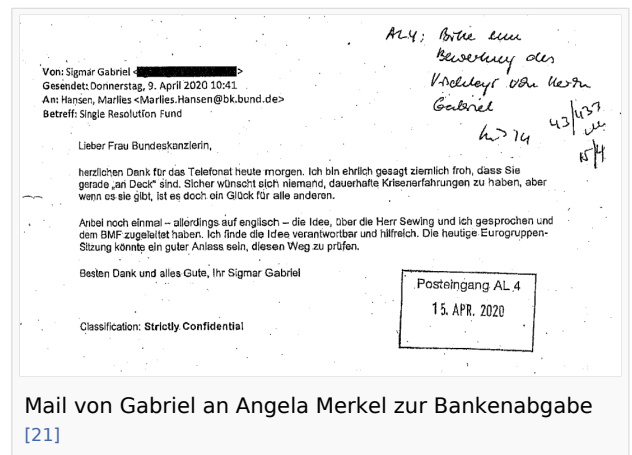 AL4: Bitte um
Bewertung des
Vorschlags von Herrn
Gabriel
Von: Sigmar Gabriel <
>
Gesendet: Donnerstag, 9. April 2020 10:41
An: Hansen, Marlies <Marlies.Hansen@bk.bund.de>
Betreff: Single Resolution Fund
43/433
15/4
Lieber Frau Bundeskanzlerin,
herzlichen Dank für das Telefonat heute morgen. Ich bin ehrlich gesagt ziemlich froh, dass Sie
gerade „an Deck“ sind. Sicher wünscht sich niemand, dauerhafte Krisenerfahrungen zu haben, aber
wenn es sie gibt, ist es doch ein Glück für alle anderen.
Anbei noch einmal – allerdings auf englisch – die Idee, über die Herr Sewing und ich gesprochen und
dem BMF zugeleitet haben. Ich finde die Idee verantwortbar und hilfreich. Die heutige Eurogruppen-
Sitzung könnte ein guter Anlass sein, diesen Weg zu prüfen.
Besten Dank und alles Gute, Ihr Sigmar Gabriel
Posteingang AL 4
15. APR. 2020
Classification: Strictly Confidential
Mail von Gabriel an Angela Merkel zur Bankenabgabe
[21]